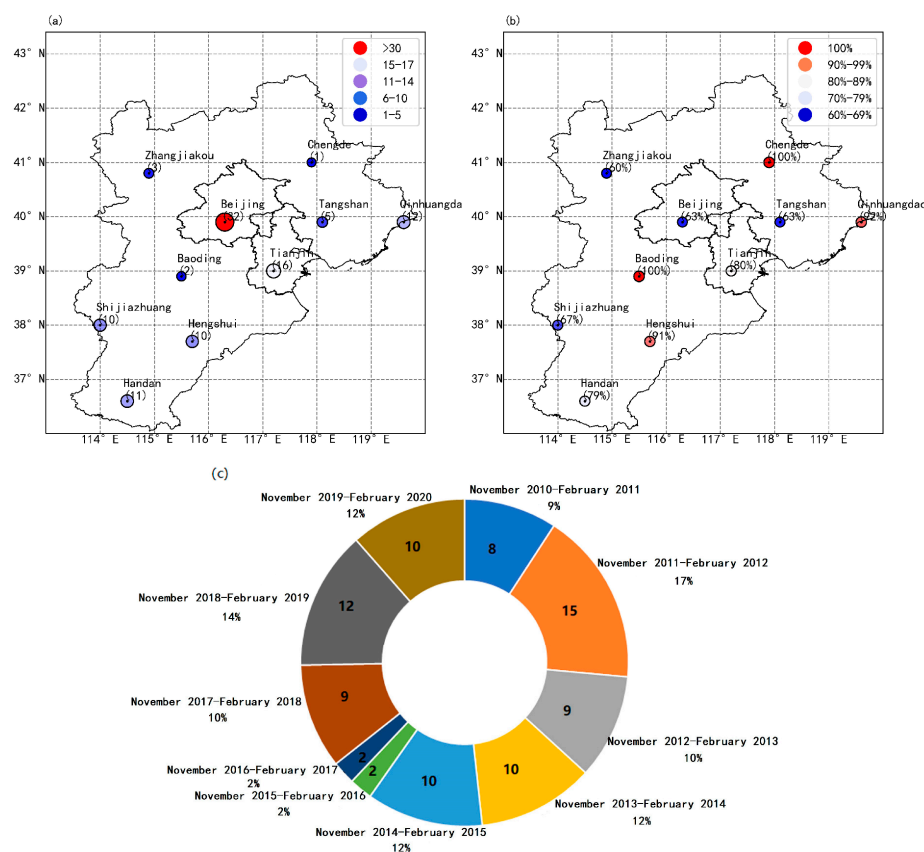 (a)
43° N
42° N
41° N
40° N
39° N
38° N
37° N
114° E
115° E
116° E
117° E
118° E
119° E
>30
15-17
11-14
6-10
1-5
Chengde
(1)
Zhangjiakou
(3)
Beijing
(32)
Tangshan
(5)
Qinhuangda
(12)
Baoding
(2)
Tianjin
(16)
Shijiazhuang
(10)
Hengshui
(10)
Handan
(11)
(b)
43° N
42° N
41° N
40° N
39° N
38° N
37° N
114° E
115° E
116° E
117° E
118° E
119° E
100%
90%-99%
80%-89%
70%-79%
60%-69%
Chengde
(100%)
Zhangjiakou
(60%)
Beijing
(63%)
Tangshan
(63%)
Qinhuangdao
(92%)
Baoding
(100%)
Tianjin
(80%)
Shijiazhuang
(67%)
Hengshui
(91%)
Handan
(79%)
(c)
November 2010-February 2011
9%
8
November 2011-February 2012
17%
15
November 2012-February 2013
10%
9
November 2013-February 2014
12%
10
November 2014-February 2015
12%
10
November 2015-February 2016
2%
2
November 2016-February 2017
2%
2
November 2017-February 2018
10%
9
November 2018-February 2019
14%
12
November 2019-February 2020
12%
10